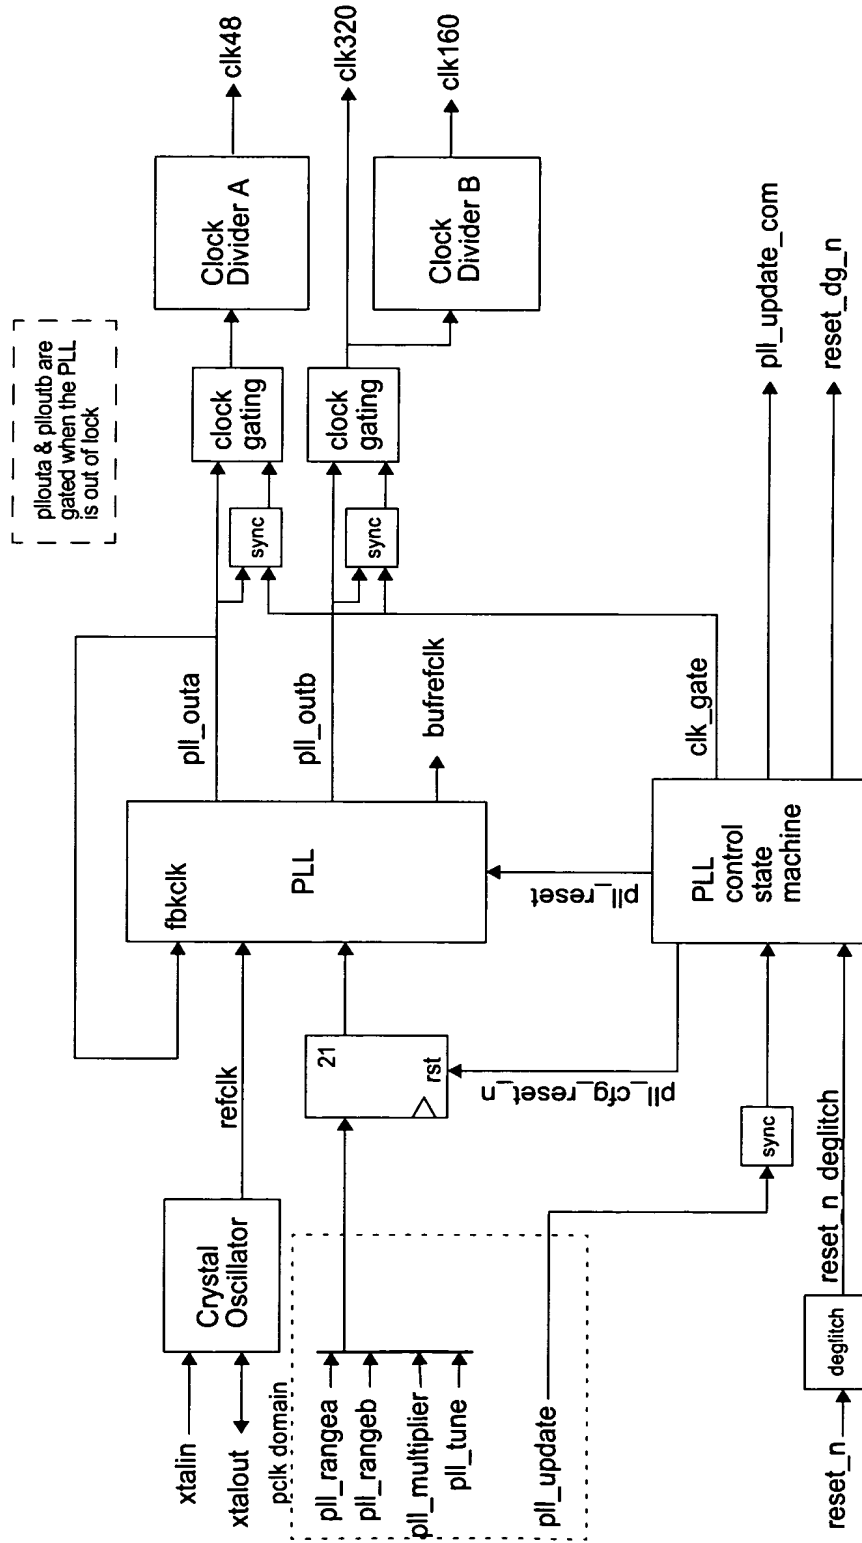 pllouta & plloutb are
gated when the PLL
is out of lock
xtalin
xtalout
Crystal
Oscillator
refclk
fbkclk
PLL
pll_outa
pll_outb
bufrefclk
sync
clock
gating
Clock
Divider A
clk48
sync
clock
gating
clk320
Clock
Divider B
clk160
pclk domain
pll_rangea
pll_rangeb
pll_multiplier
pll_tune
pll_update
21
rst
pll_cfg_reset_n
pll_reset
sync
PLL
control
state
machine
clk_gate
pll_update_com
reset_dg_n
reset_n
deglitch
reset_n_deglitch